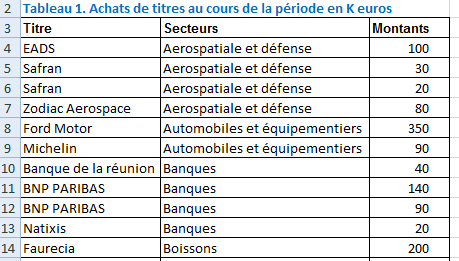 2 Tableau 1. Achats de titres au cours de la période en K euros
3 Titre Secteurs Montants
4 EADS Aerospatiale et défense 100
5 Safran Aerospatiale et défense 30
6 Safran Aerospatiale et défense 20
7 Zodiac Aerospace Aerospatiale et défense 80
8 Ford Motor Automobiles et équipementiers 350
9 Michelin Automobiles et équipementiers 90
10 Banque de la réunion Banques 40
11 BNP PARIBAS Banques 140
12 BNP PARIBAS Banques 90
13 Natixis Banques 20
14 Faurecia Boissons 200